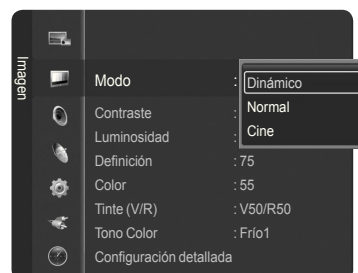 Imagen
Modo :
Dinámico
Normal
Cine
Contraste :
Luminosidad :
Definición : 75
Color : 55
Tinte (V/R) : V50/R50
Tono Color : Frío1
Configuración detallada